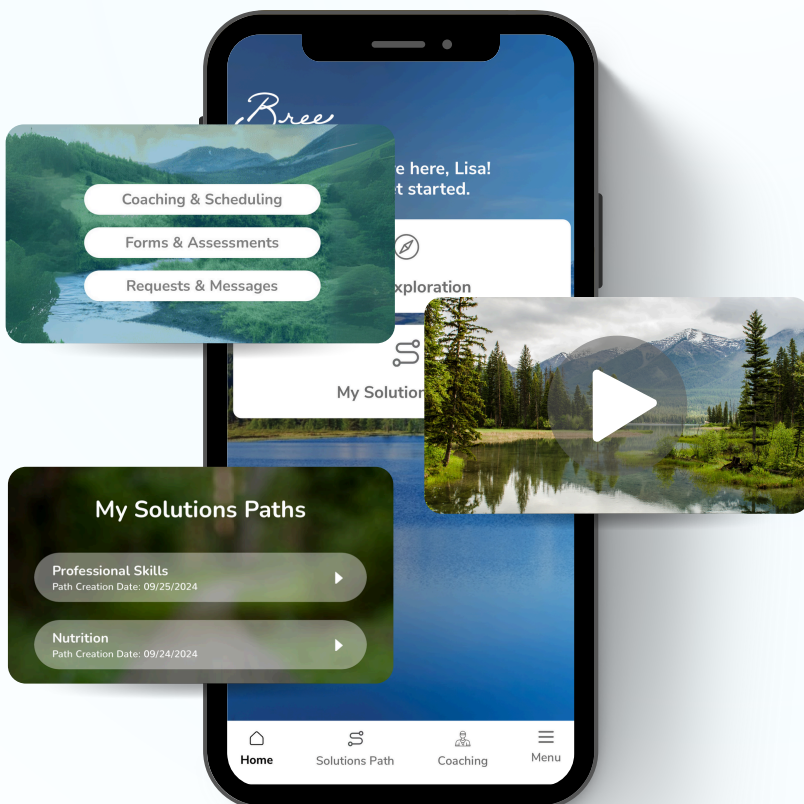 Bree
e here, Lisa!
t started.
Coaching & Scheduling
Forms & Assessments
Requests & Messages
xploration
My Solution
My Solutions Paths
Professional Skills
Path Creation Date: 09/25/2024
Nutrition
Path Creation Date: 09/24/2024
Home
Solutions Path
Coaching
Menu